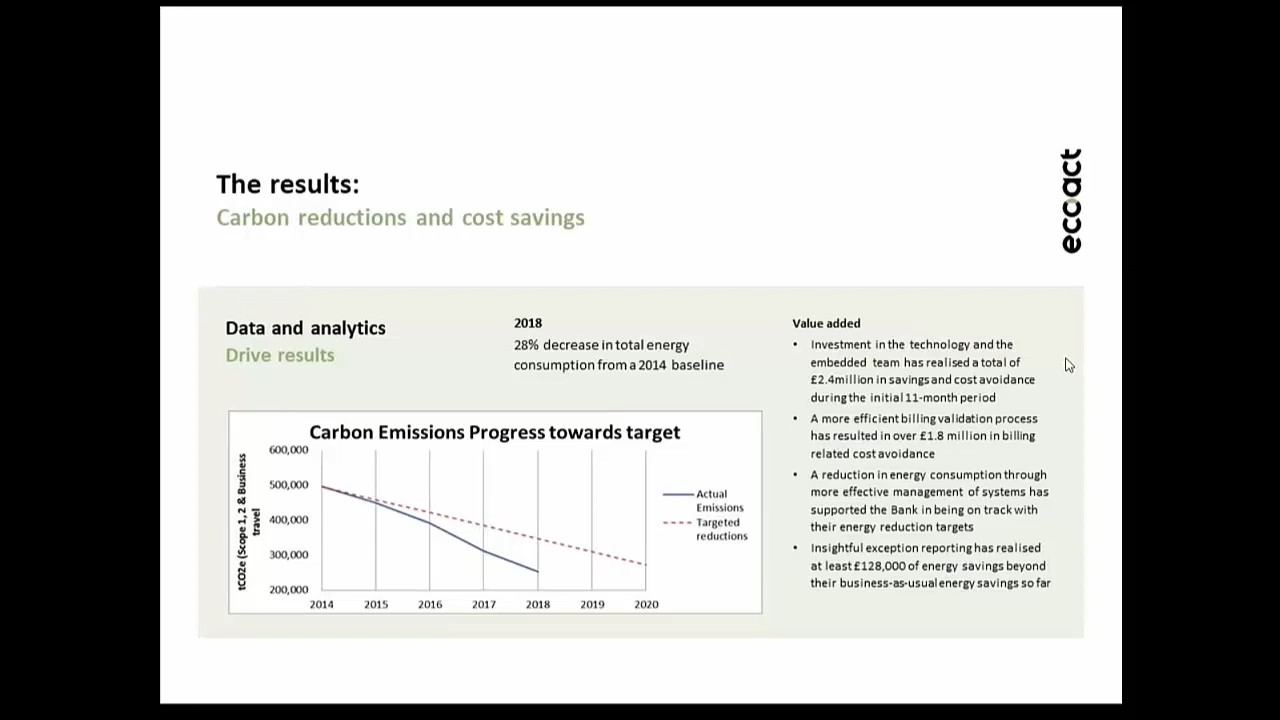 The results:
Carbon reductions and cost savings
ecoact
Data and analytics
Drive results
2018
28% decrease in total energy
consumption from a 2014 baseline
Carbon Emissions Progress towards target
tCO2e (Scope 1, 2 & Business
travel
600,000
500,000
400,000
300,000
200,000
2014 2015 2016 2017 2018 2019 2020
Actual
Emissions
Targeted
reductions
Value added
• Investment in the technology and the
embedded team has realised a total of
£2.4million in savings and cost avoidance
during the initial 11-month period
• A more efficient billing validation process
has resulted in over £1.8 million in billing
related cost avoidance
• A reduction in energy consumption through
more effective management of systems has
supported the Bank in being on track with
their energy reduction targets
• Insightful exception reporting has realised
at least £128,000 of energy savings beyond
their business-as-usual energy savings so far